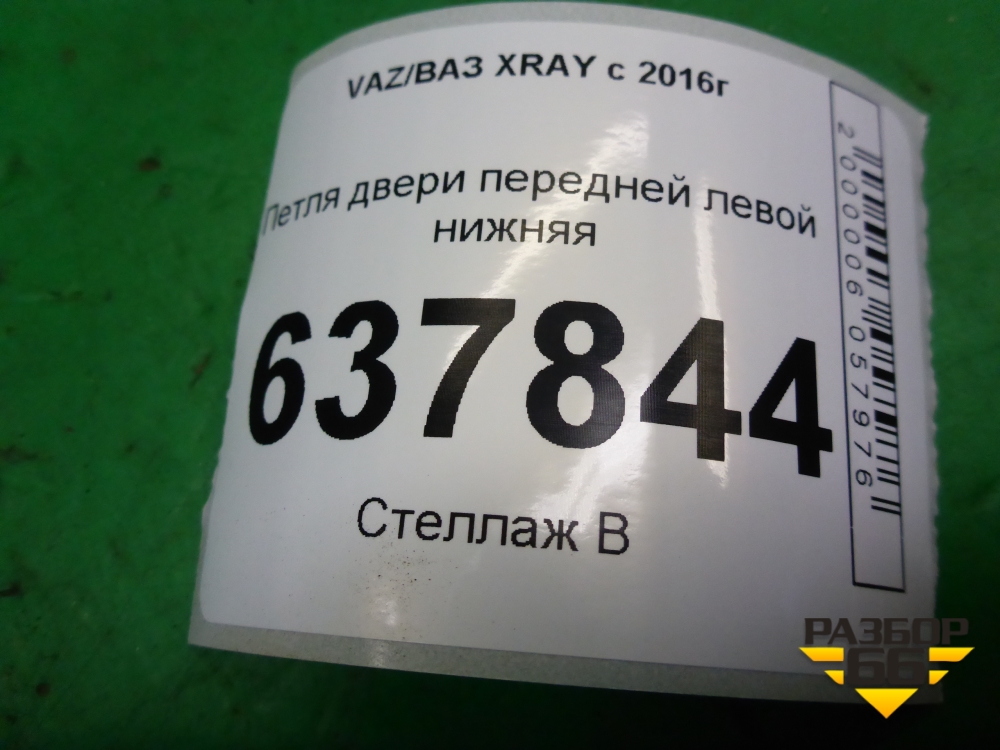 VAZ/ВАЗ XRAY с 2016г
Петля двери передней левой
нижняя
637844
Стеллаж В
2000006057976
РАЗБОР
66